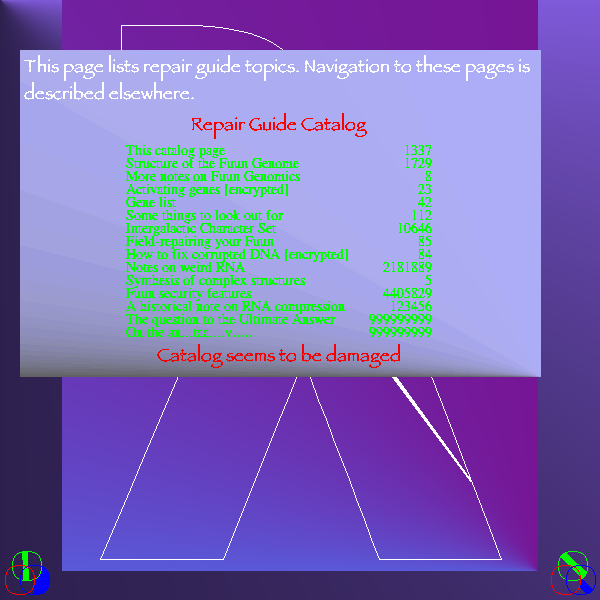 This page lists repair guide topics. Navigation to these pages is
described elsewhere.
Repair Guide Catalog
This catalog page 1337
Structure of the Fuun Genome 1729
More notes on Fuun Genomics 8
Activating genes [encrypted] 23
Gene list 42
Some things to look out for 112
Intergalactic Character Set 10646
Field-repairing your Fuun 85
How to fix corrupted DNA [encrypted] 84
Notes on weird RNA 2181889
Synthesis of complex structures 5
Fuun security features 4405829
A historical note on RNA compression 123456
The question to the Ultimate Answer 999999999
999999999
Catalog seems to be damaged